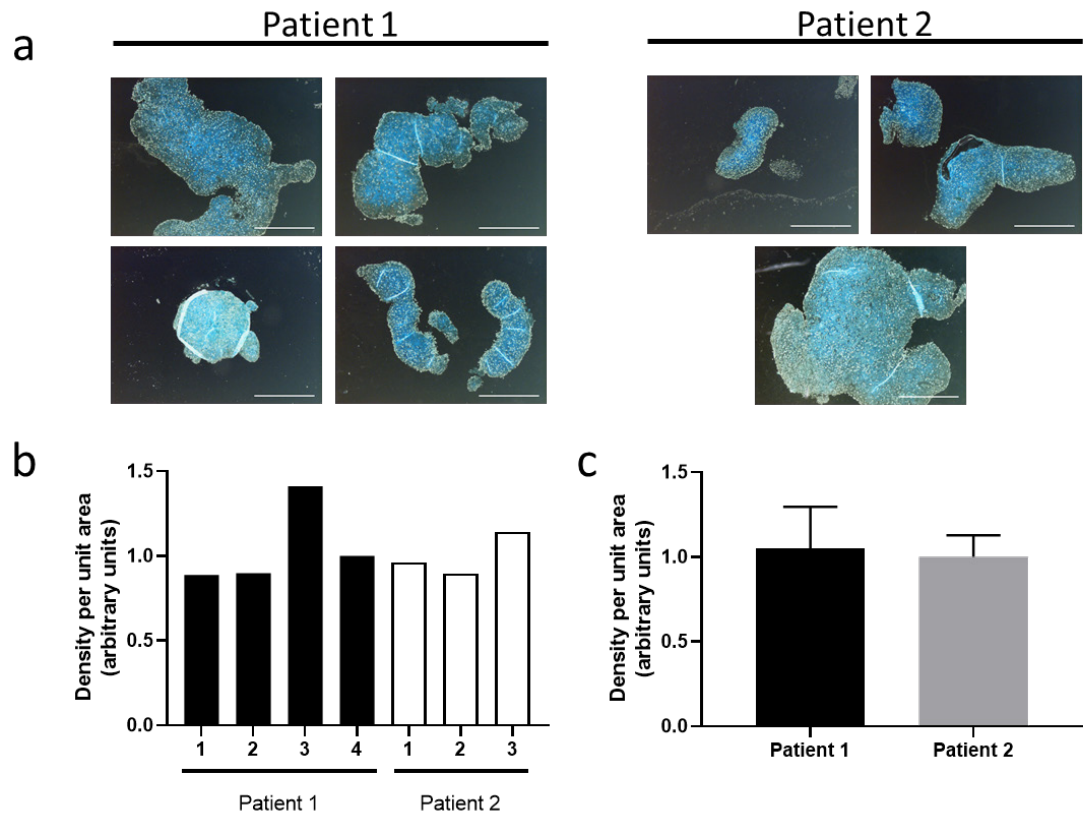 a
Patient 1
Patient 2
b
Density per unit area
(arbitrary units)
1.5
1.0
0.5
0.0
1 2 3 4 1 2 3
Patient 1 Patient 2
c
Density per unit area
(arbitrary units)
1.5
1.0
0.5
0.0
Patient 1 Patient 2